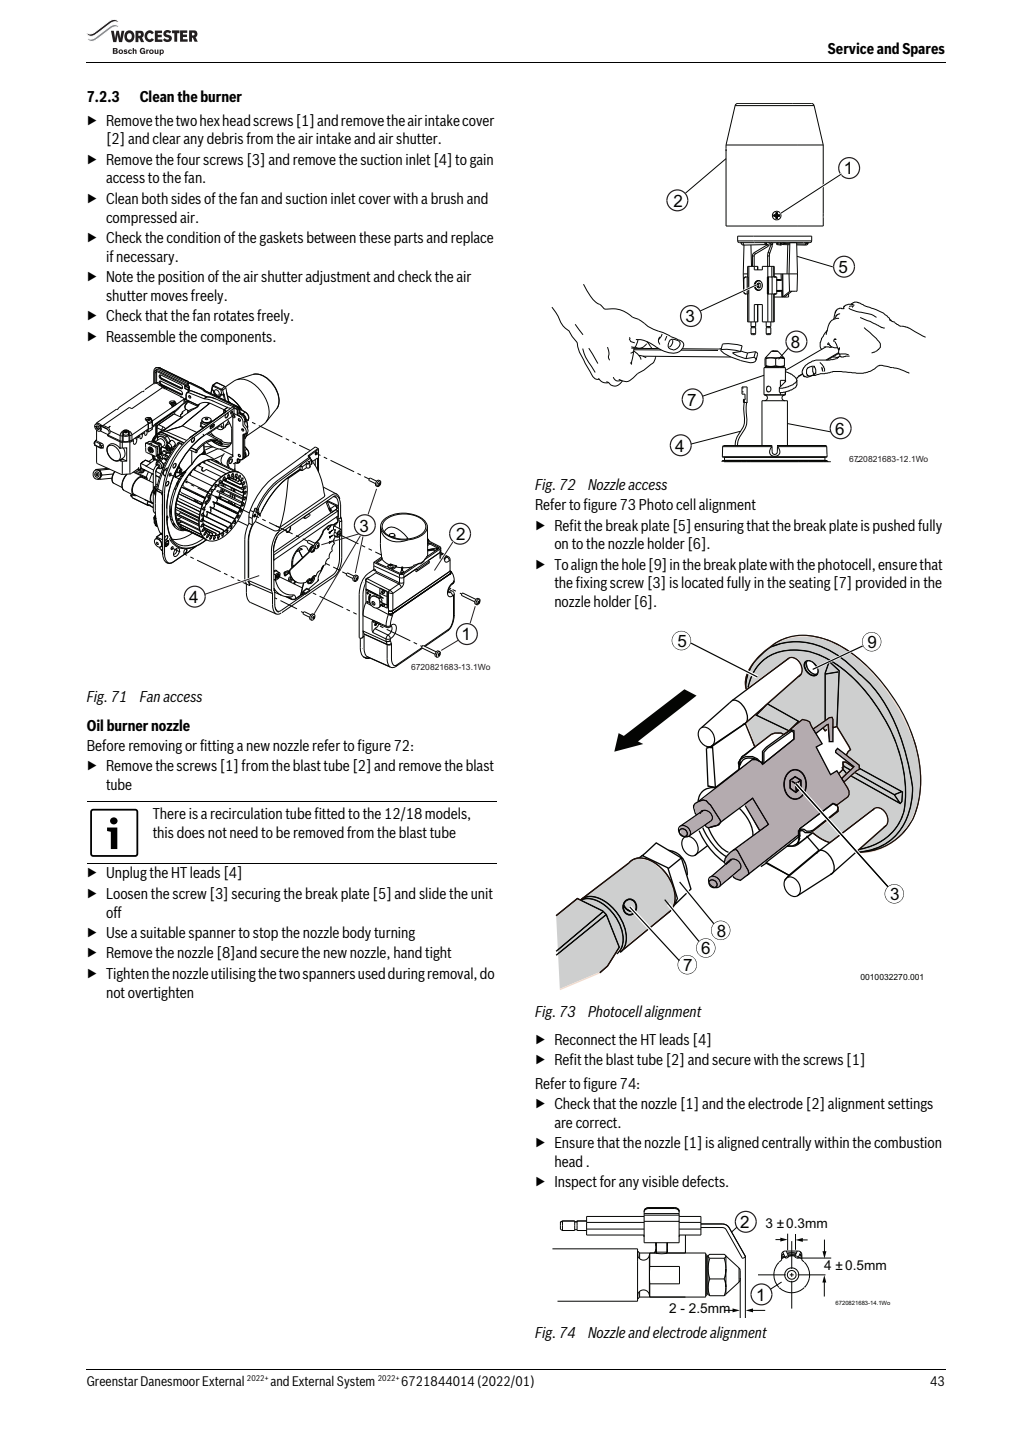 WORCESTER
Bosch Group
Service and Spares
7.2.3 Clean the burner
▶ Remove the two hex head screws [1] and remove the air intake cover
[2] and clear any debris from the air intake and air shutter.
▶ Remove the four screws [3] and remove the suction inlet [4] to gain
access to the fan.
▶ Clean both sides of the fan and suction inlet cover with a brush and
compressed air.
▶ Check the condition of the gaskets between these parts and replace
if necessary.
▶ Note the position of the air shutter adjustment and check the air
shutter moves freely.
▶ Check that the fan rotates freely.
▶ Reassemble the components.
3
2
4
1
6720821683-13.1Wo
Fig. 71 Fan access
Oil burner nozzle
Before removing or fitting a new nozzle refer to figure 72:
▶ Remove the screws [1] from the blast tube [2] and remove the blast
tube
i
There is a recirculation tube fitted to the 12/18 models,
this does not need to be removed from the blast tube
▶ Unplug the HT leads [4]
▶ Loosen the screw [3] securing the break plate [5] and slide the unit
off
▶ Use a suitable spanner to stop the nozzle body turning
▶ Remove the nozzle [8]and secure the new nozzle, hand tight
▶ Tighten the nozzle utilising the two spanners used during removal, do
not overtighten
1
2
5
3
8
7
6
4
6720821683-12.1Wo
Fig. 72 Nozzle access
Refer to figure 73 Photo cell alignment
▶ Refit the break plate [5] ensuring that the break plate is pushed fully
on to the nozzle holder [6].
▶ To align the hole [9] in the break plate with the photocell, ensure that
the fixing screw [3] is located fully in the seating [7] provided in the
nozzle holder [6].
5
9
3
8
6
7
0010032270.001
Fig. 73 Photocell alignment
▶ Reconnect the HT leads [4]
▶ Refit the blast tube [2] and secure with the screws [1]
Refer to figure 74:
▶ Check that the nozzle [1] and the electrode [2] alignment settings
are correct.
▶ Ensure that the nozzle [1] is aligned centrally within the combustion
head .
▶ Inspect for any visible defects.
2
3 ± 0.3mm
4 ± 0.5mm
1
2 - 2.5mm
6720821683-14.1Wo
Fig. 74 Nozzle and electrode alignment
Greenstar Danesmoor External 2022+ and External System 2022+ 6721844014 (2022/01)
43